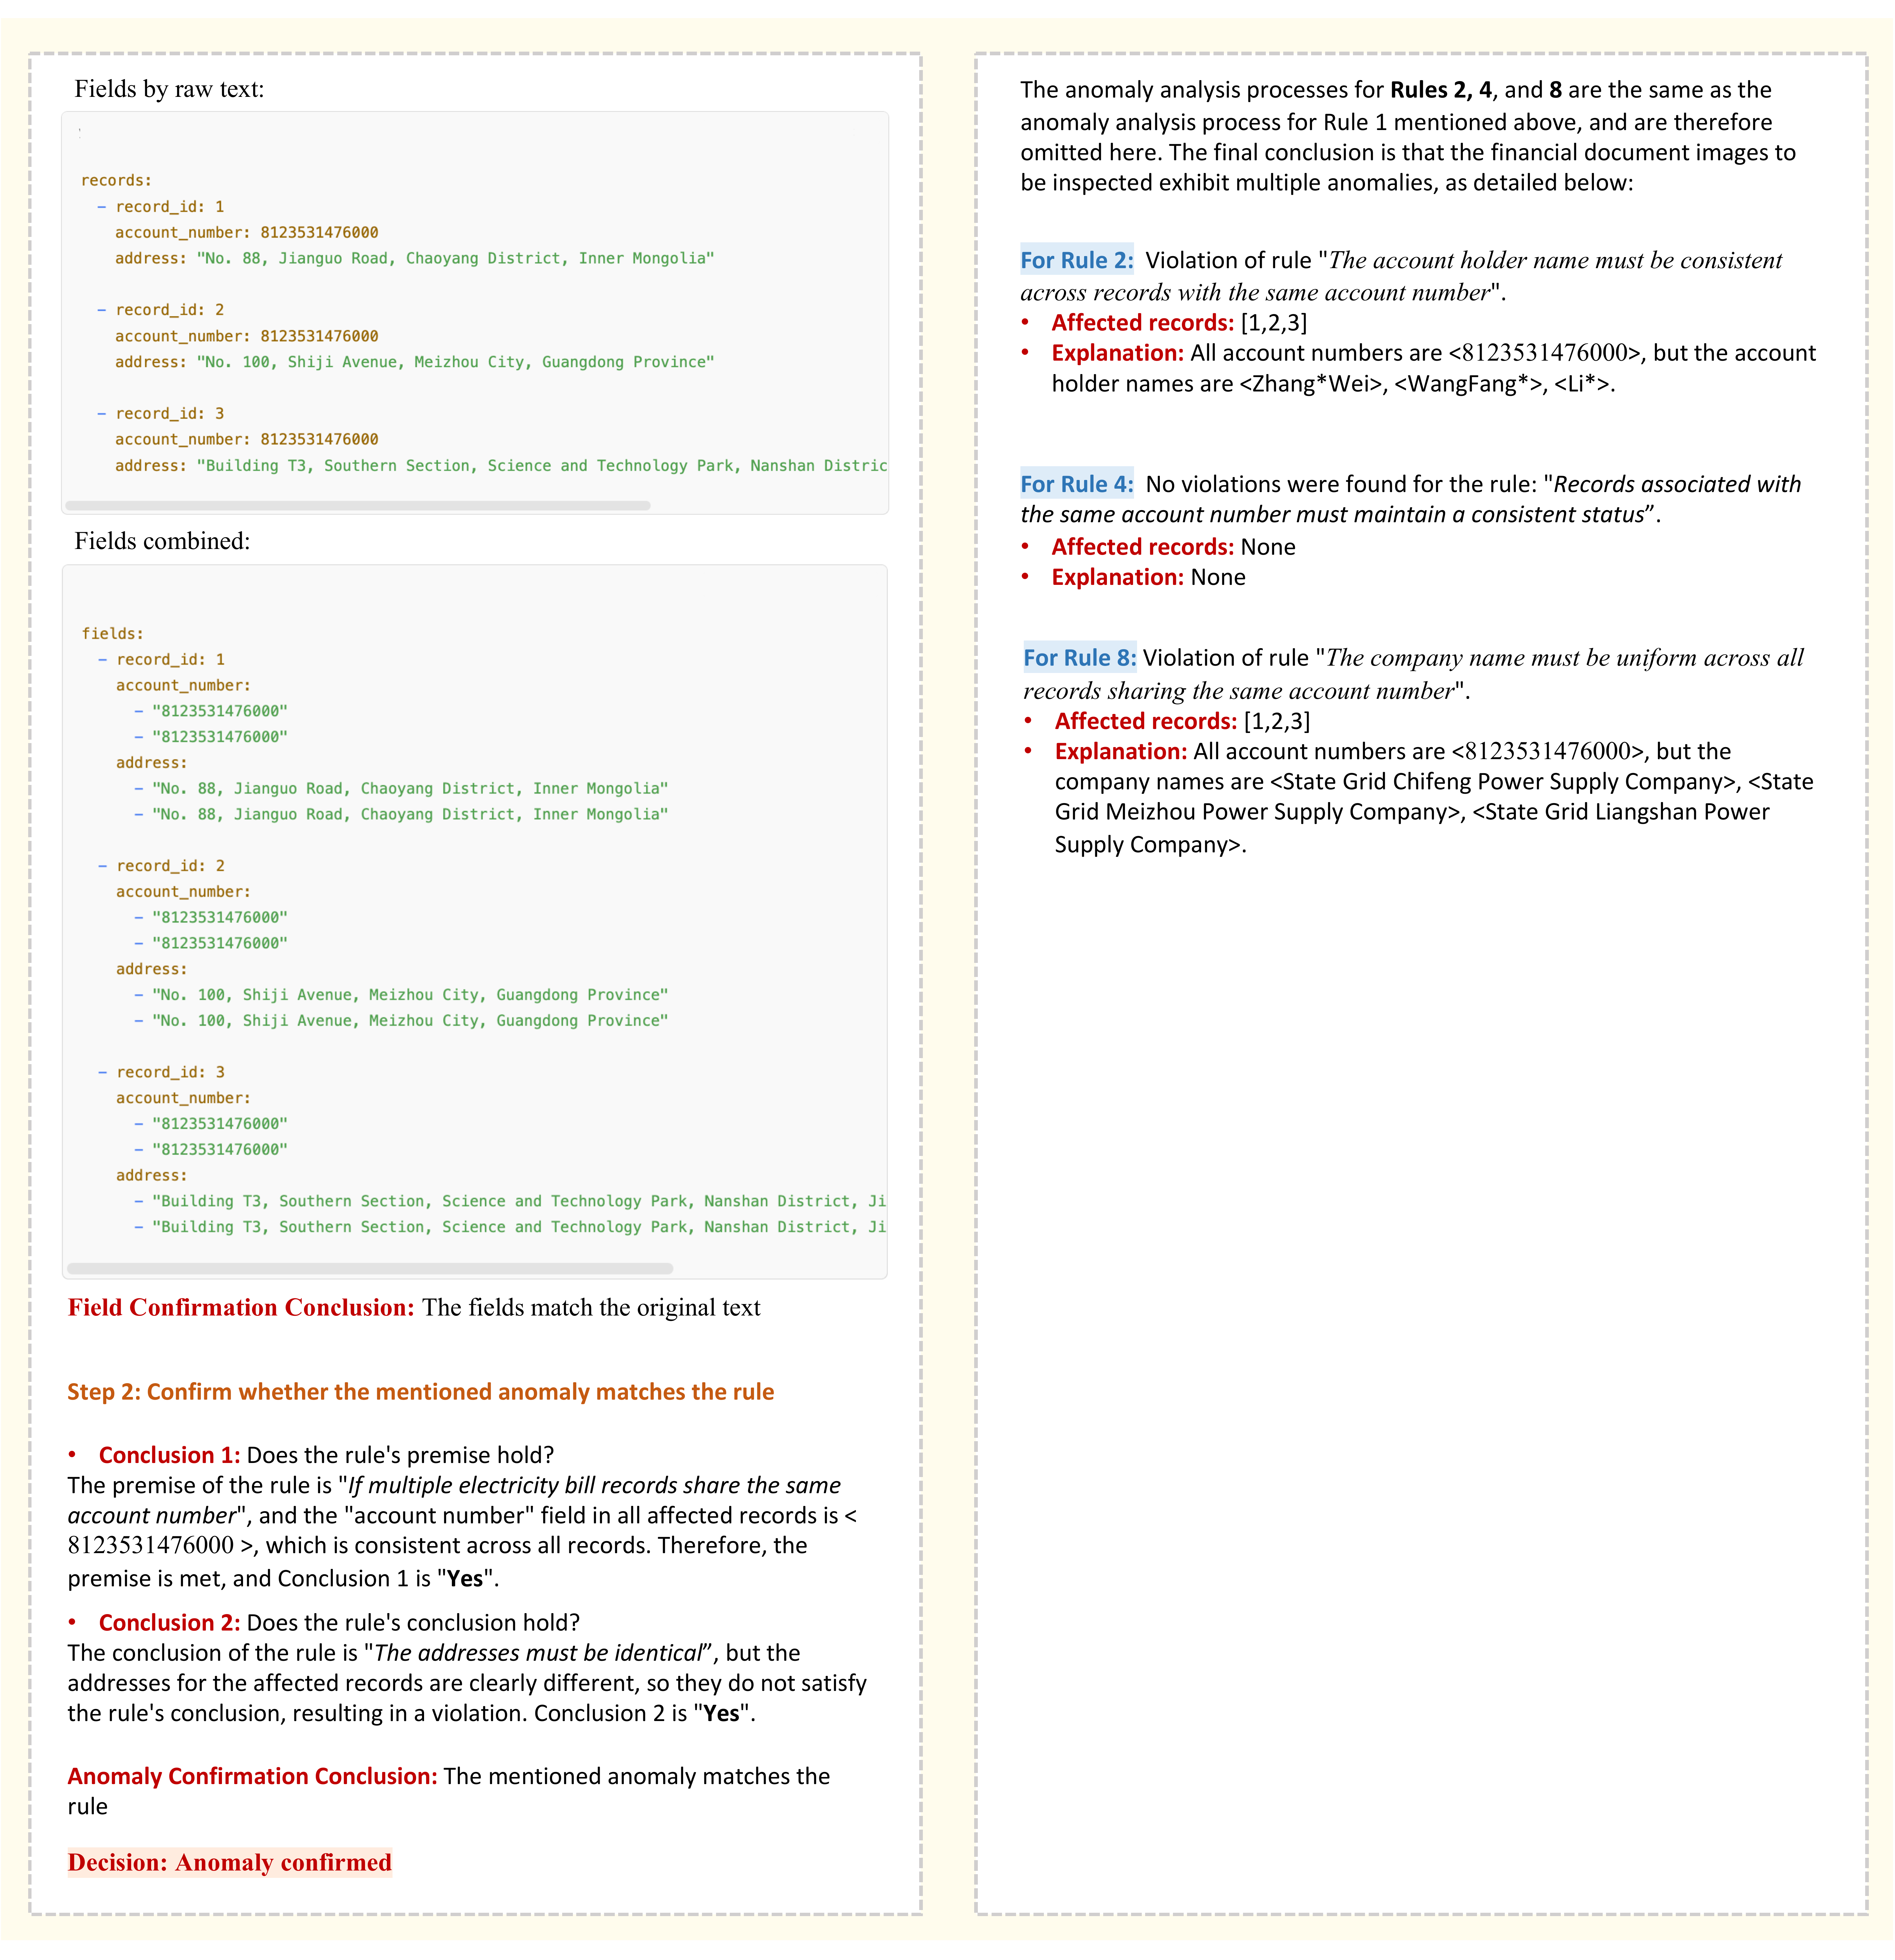 Fields by raw text:
records:
– record_id: 1
account_number: 8123531476000
address: "No. 88, Jianguo Road, Chaoyang District, Inner Mongolia"
– record_id: 2
account_number: 8123531476000
address: "No. 100, Shiji Avenue, Meizhou City, Guangdong Province"
– record_id: 3
account_number: 8123531476000
address: "Building T3, Southern Section, Science and Technology Park, Nanshan Distric
Fields combined:
fields:
– record_id: 1
account_number:
– "8123531476000"
– "8123531476000"
address:
– "No. 88, Jianguo Road, Chaoyang District, Inner Mongolia"
– "No. 88, Jianguo Road, Chaoyang District, Inner Mongolia"
– record_id: 2
account_number:
– "8123531476000"
– "8123531476000"
address:
– "No. 100, Shiji Avenue, Meizhou City, Guangdong Province"
– "No. 100, Shiji Avenue, Meizhou City, Guangdong Province"
– record_id: 3
account_number:
– "8123531476000"
– "8123531476000"
address:
– "Building T3, Southern Section, Science and Technology Park, Nanshan District, Ji
– "Building T3, Southern Section, Science and Technology Park, Nanshan District, Ji
Field Confirmation Conclusion: The fields match the original text
Step 2: Confirm whether the mentioned anomaly matches the rule
• Conclusion 1: Does the rule's premise hold?
The premise of the rule is "If multiple electricity bill records share the same
account number", and the "account number" field in all affected records is <
8123531476000 >, which is consistent across all records. Therefore, the
premise is met, and Conclusion 1 is "Yes".
• Conclusion 2: Does the rule's conclusion hold?
The conclusion of the rule is "The addresses must be identical”, but the
addresses for the affected records are clearly different, so they do not satisfy
the rule's conclusion, resulting in a violation. Conclusion 2 is "Yes".
Anomaly Confirmation Conclusion: The mentioned anomaly matches the
rule
Decision: Anomaly confirmed
The anomaly analysis processes for Rules 2, 4, and 8 are the same as the
anomaly analysis process for Rule 1 mentioned above, and are therefore
omitted here. The final conclusion is that the financial document images to
be inspected exhibit multiple anomalies, as detailed below:
For Rule 2: Violation of rule "The account holder name must be consistent
across records with the same account number".
• Affected records: [1,2,3]
• Explanation: All account numbers are <8123531476000>, but the account
holder names are <Zhang*Wei>, <WangFang*>, <Li*>.
For Rule 4: No violations were found for the rule: "Records associated with
the same account number must maintain a consistent status”.
• Affected records: None
• Explanation: None
For Rule 8: Violation of rule "The company name must be uniform across all
records sharing the same account number".
• Affected records: [1,2,3]
• Explanation: All account numbers are <8123531476000>, but the
company names are <State Grid Chifeng Power Supply Company>, <State
Grid Meizhou Power Supply Company>, <State Grid Liangshan Power
Supply Company>.